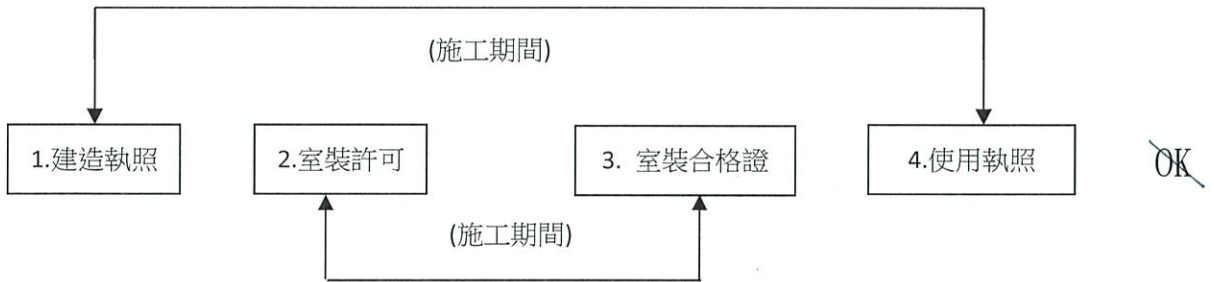 (施工期間)
1.建造執照
2.室裝許可
3. 室裝合格證
4.使用執照
OK
(施工期間)